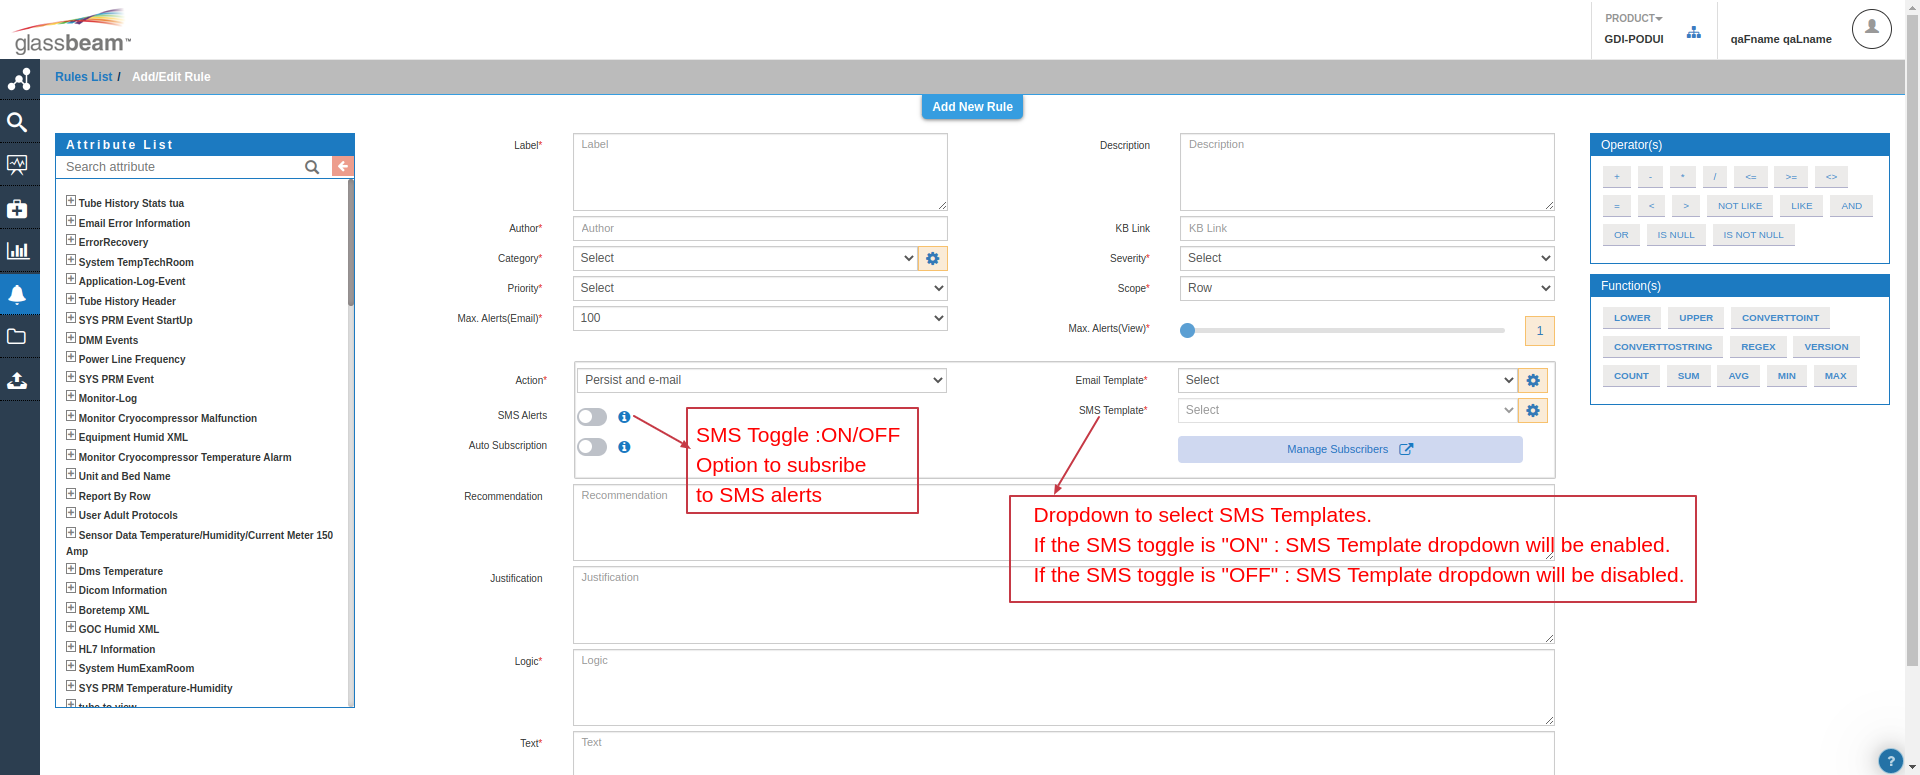 glassbeam™
PRODUCT
GDI-PODUI
qaFname qaLname
Rules List / Add/Edit Rule
Add New Rule
Attribute List
Search attribute
Tube History Stats tua
Email Error Information
ErrorRecovery
System TempTechRoom
Application-Log-Event
Tube History Header
SYS PRM Event StartUp
DMM Events
Power Line Frequency
SYS PRM Event
Monitor-Log
Monitor Cryocompressor Malfunction
Equipment Humid XML
Monitor Cryocompressor Temperature Alarm
Unit and Bed Name
Report By Row
User Adult Protocols
Sensor Data Temperature/Humidity/Current Meter 150
Amp
Dms Temperature
Dicom Information
Boretemp XML
GOC Humid XML
HL7 Information
System HumExamRoom
SYS PRM Temperature-Humidity
tube to view
Label* Label
Description Description
Author* Author
KB Link KB Link
Category* Select
Severity* Select
Priority* Select
Scope* Row
Max. Alerts(Email)* 100
Max. Alerts(View)* 1
Action* Persist and e-mail
Email Template* Select
SMS Alerts
SMS Template* Select
Auto Subscription
Manage Subscribers
SMS Toggle :ON/OFF
Option to subsribe
to SMS alerts
Recommendation Recommendation
Dropdown to select SMS Templates.
If the SMS toggle is "ON" : SMS Template dropdown will be enabled.
If the SMS toggle is "OFF" : SMS Template dropdown will be disabled.
Justification Justification
Logic* Logic
Text* Text
Operator(s)
+ - * / <= >= <>
= < > NOT LIKE LIKE AND
OR IS NULL IS NOT NULL
Function(s)
LOWER UPPER CONVERTTOINT
CONVERTTOSTRING REGEX VERSION
COUNT SUM AVG MIN MAX
?